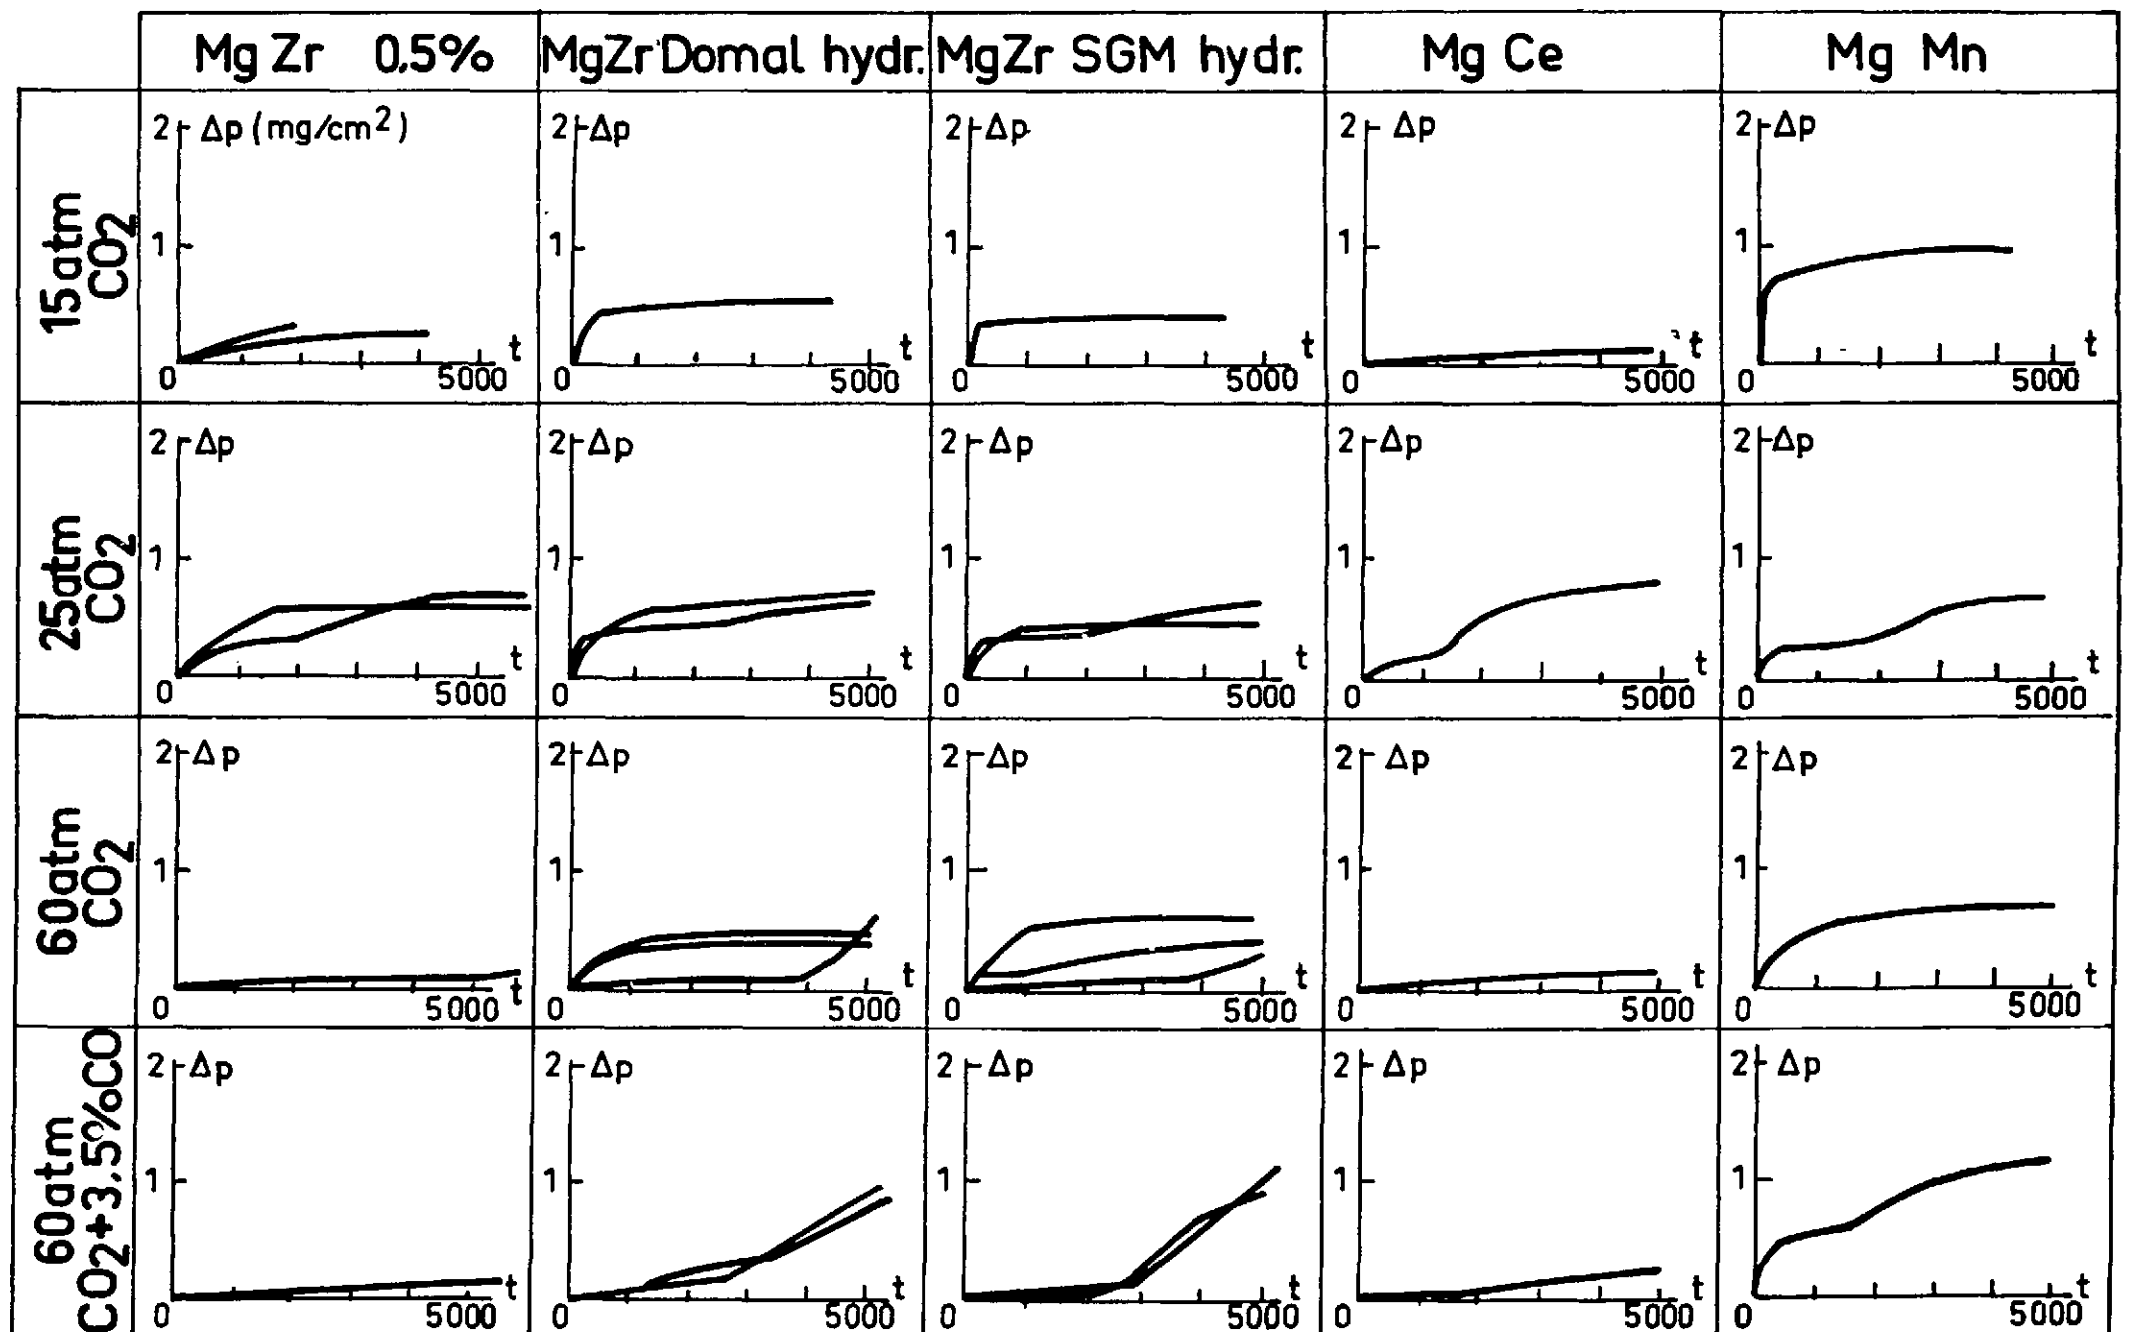 Mg Zr 0,5%
MgZr Domal hydr.
MgZr SGM hydr.
Mg Ce
Mg Mn
15atm
CO2
2 Δp (mg/cm2)
1
0 5000 t
2 Δp
1
0 5000 t
2 Δp
1
0 5000 t
2 Δp
1
0 5000 t
2 Δp
1
0 5000 t
25atm
CO2
2 Δp
1
0 5000 t
2 Δp
1
0 5000 t
2 Δp
1
0 5000 t
2 Δp
1
0 5000 t
2 Δp
1
0 5000 t
60atm
CO2
2 Δp
1
0 5000 t
2 Δp
1
0 5000 t
2 Δp
1
0 5000 t
2 Δp
1
0 5000 t
2 Δp
1
0 5000 t
60atm
CO2+3,5%CO
2 Δp
1
0 5000 t
2 Δp
1
0 5000 t
2 Δp
1
0 5000 t
2 Δp
1
0 5000 t
2 Δp
1
0 5000 t